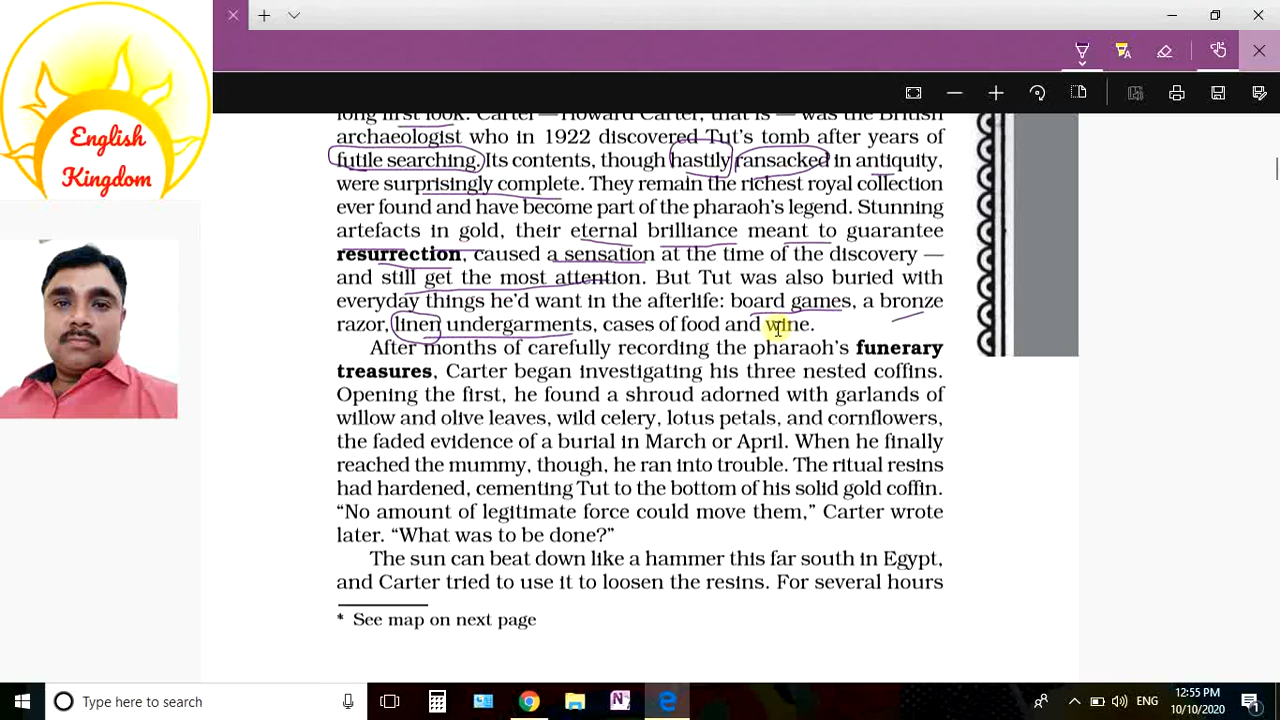 English
Kingdom
long first look. Carter — Howard Carter, that is — was the British
archaeologist who in 1922 discovered Tut's tomb after years of
futile searching. Its contents, though hastily ransacked in antiquity,
were surprisingly complete. They remain the richest royal collection
ever found and have become part of the pharaoh's legend. Stunning
artefacts in gold, their eternal brilliance meant to guarantee
resurrection, caused a sensation at the time of the discovery —
and still get the most attention. But Tut was also buried with
everyday things he'd want in the afterlife: board games, a bronze
razor, linen undergarments, cases of food and wine.
After months of carefully recording the pharaoh's funerary
treasures, Carter began investigating his three nested coffins.
Opening the first, he found a shroud adorned with garlands of
willow and olive leaves, wild celery, lotus petals, and cornflowers,
the faded evidence of a burial in March or April. When he finally
reached the mummy, though, he ran into trouble. The ritual resins
had hardened, cementing Tut to the bottom of his solid gold coffin.
“No amount of legitimate force could move them,” Carter wrote
later. “What was to be done?”
The sun can beat down like a hammer this far south in Egypt,
and Carter tried to use it to loosen the resins. For several hours
* See map on next page
Type here to search
ENG
12:55 PM
10/10/2020